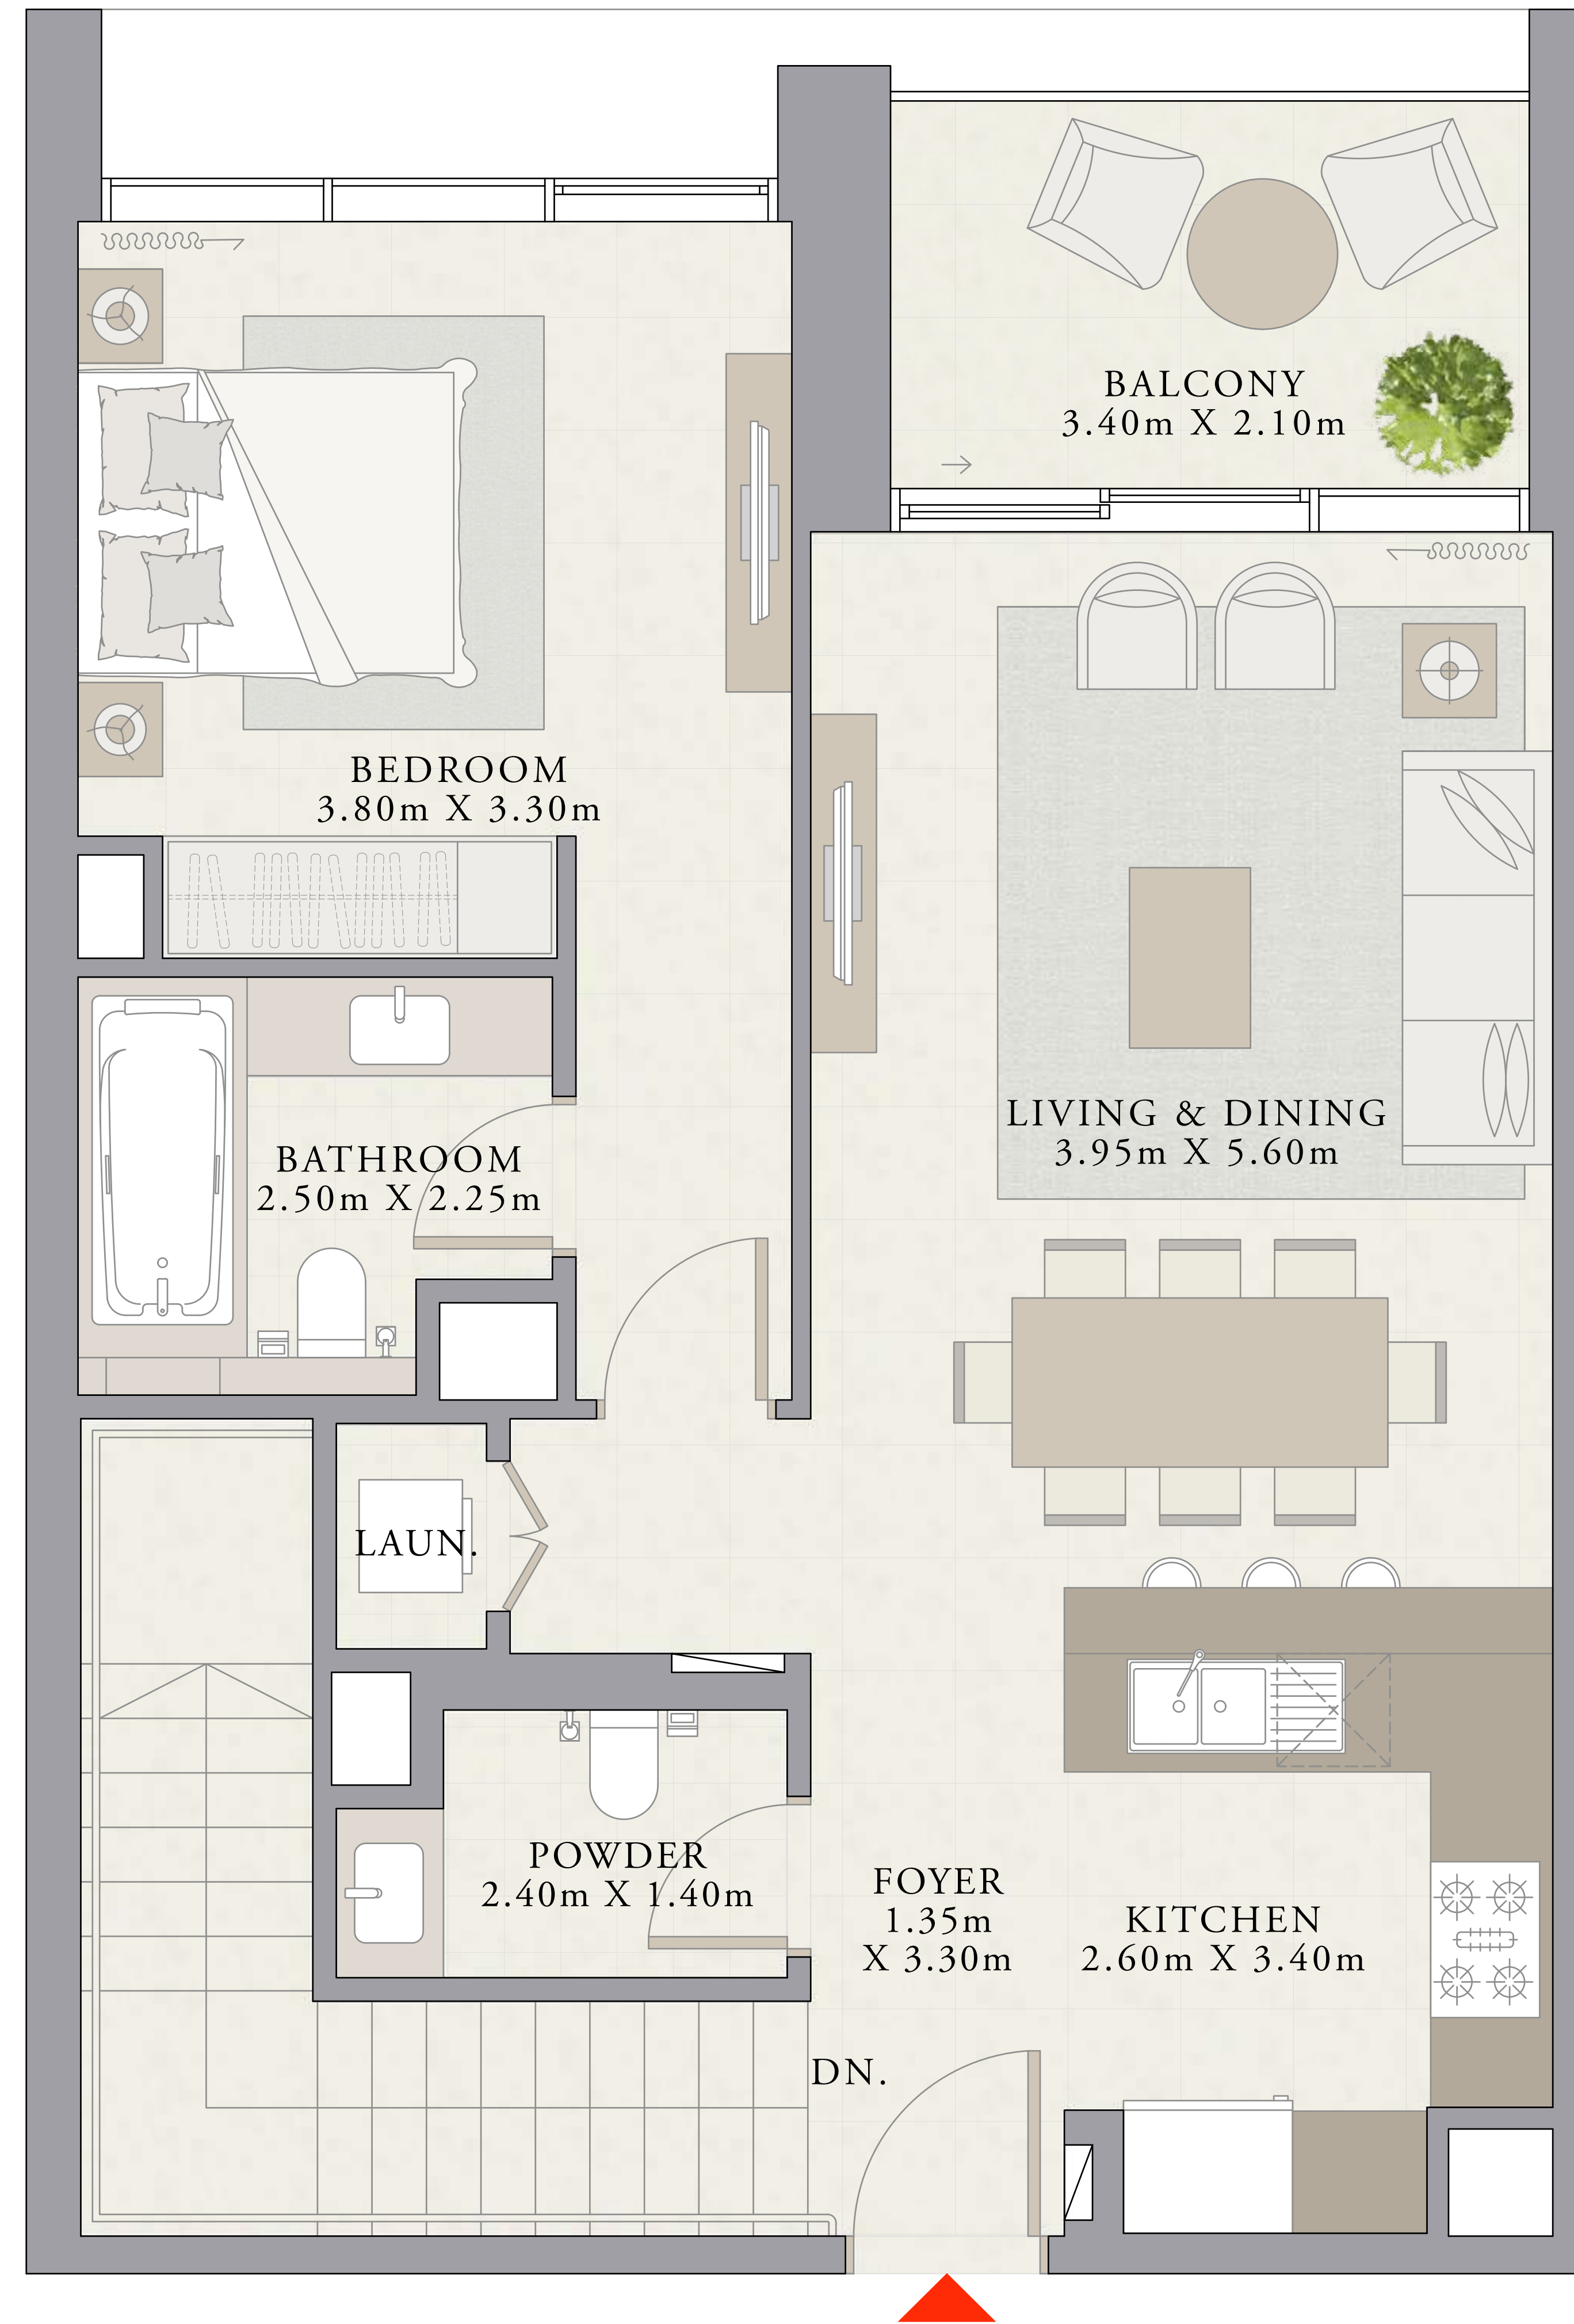 BALCONY
3.40m X 2.10m
BEDROOM
3.80m X 3.30m
LIVING & DINING
3.95m X 5.60m
BATHROOM
2.50m X 2.25m
LAUN.
POWDER
2.40m X 1.40m
FOYER
1.35m
X 3.30m
KITCHEN
2.60m X 3.40m
DN.